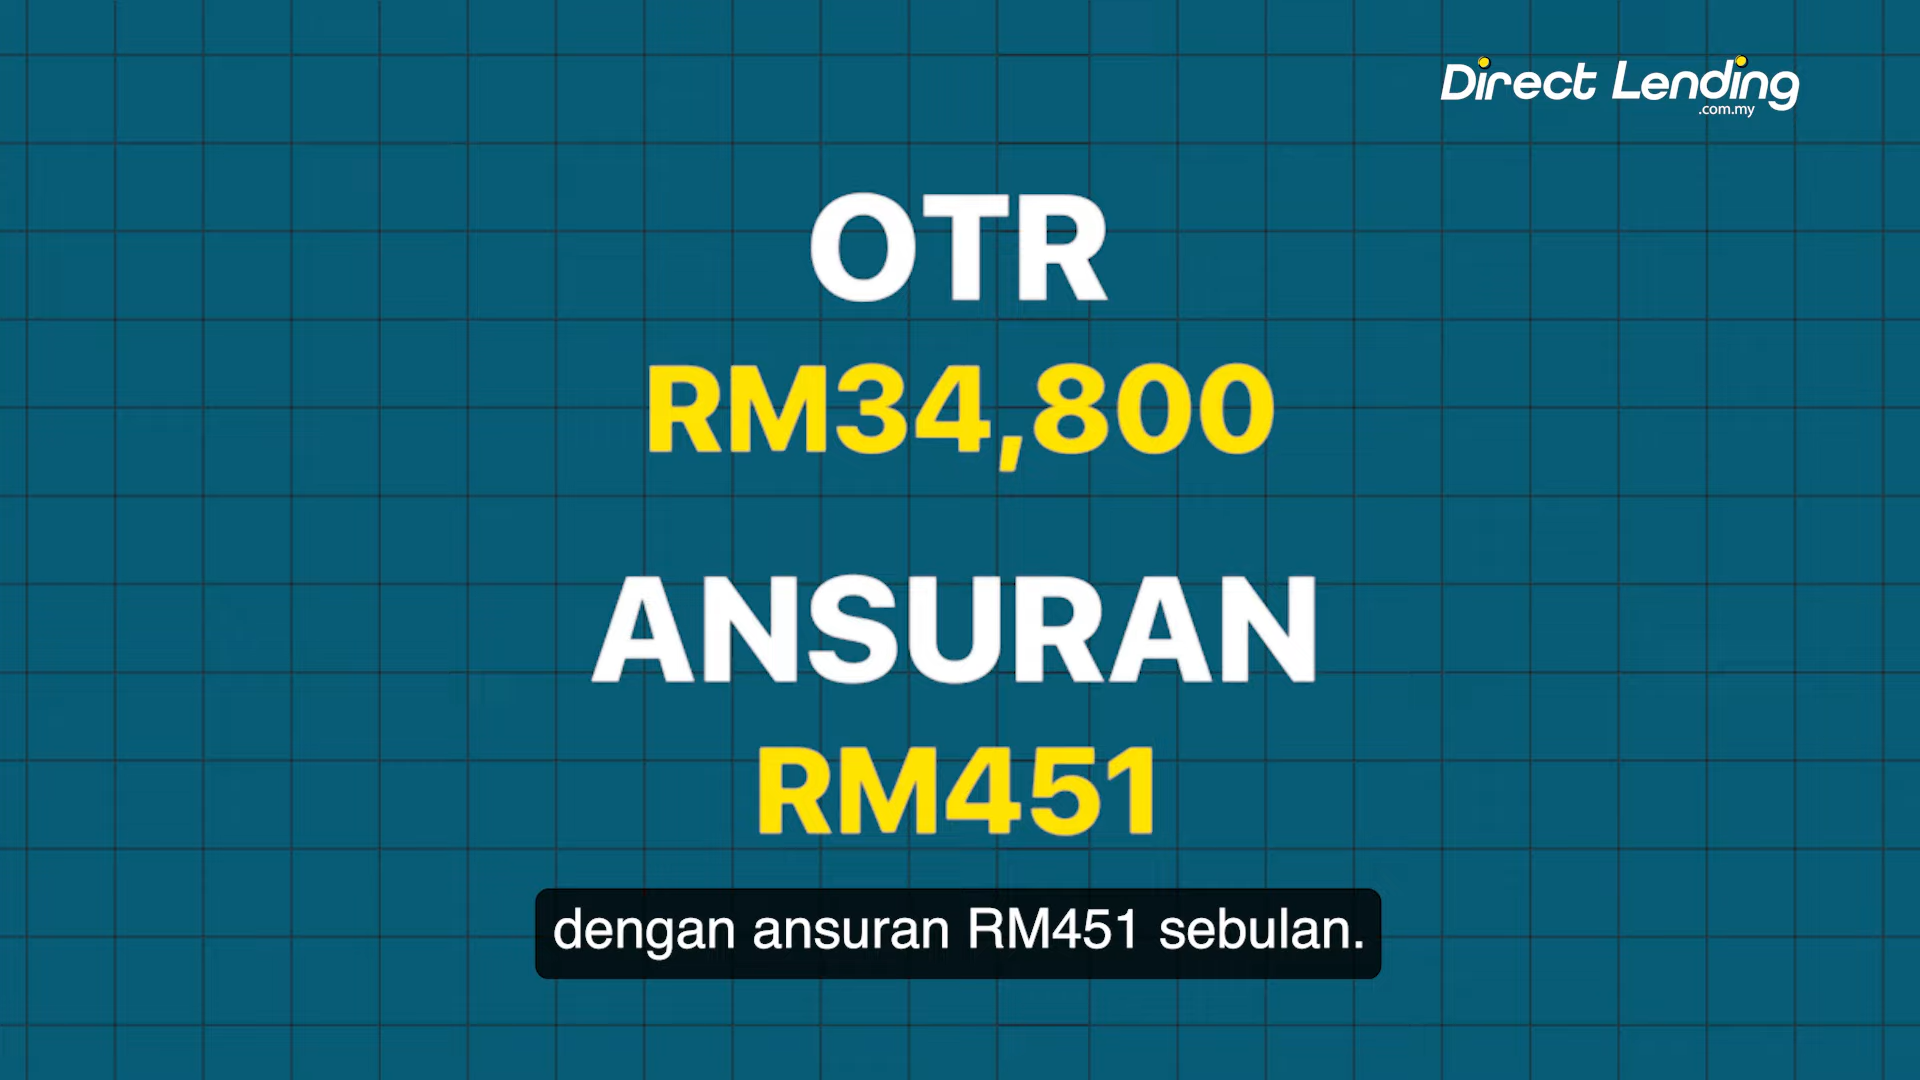 Direct Lending
.com.my
OTR
RM34,800
ANSURAN
RM451
dengan ansuran RM451 sebulan.